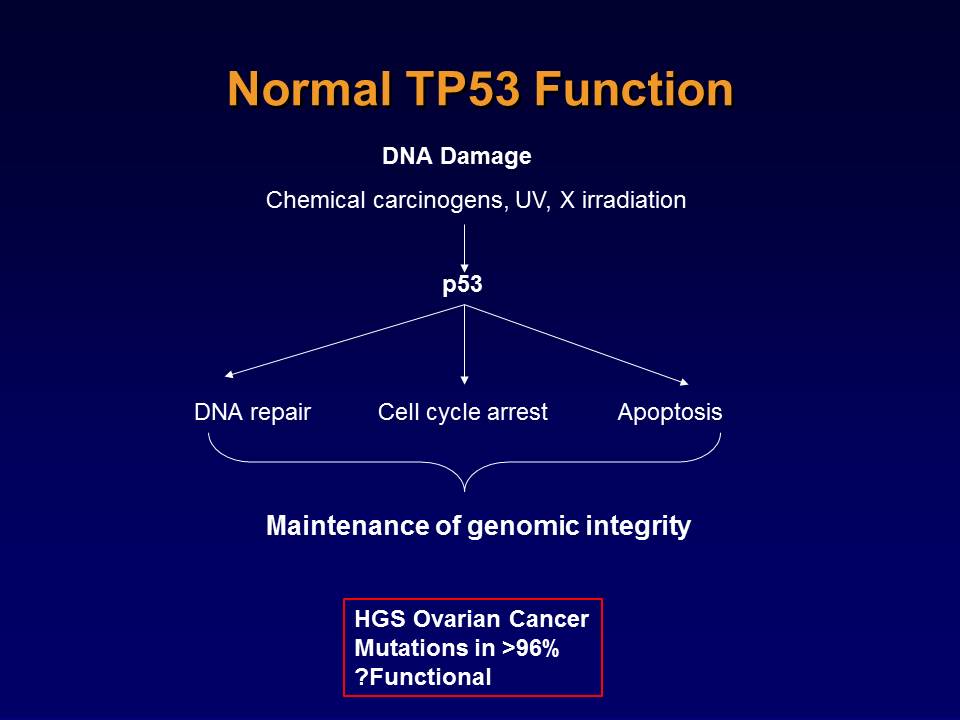 Normal TP53 Function
DNA Damage
Chemical carcinogens, UV, X irradiation
p53
DNA repair
Cell cycle arrest
Apoptosis
Maintenance of genomic integrity
HGS Ovarian Cancer
Mutations in >96%
?Functional